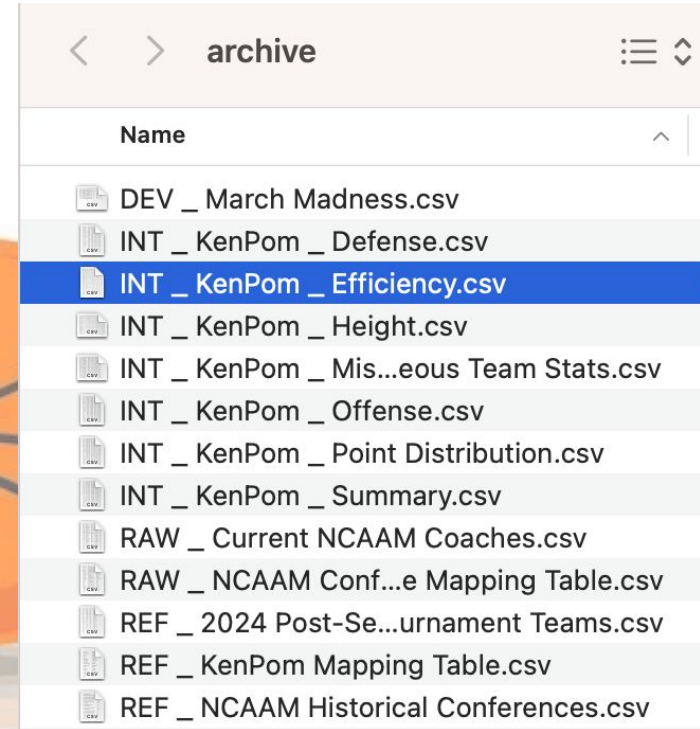 archive
Name
DEV _ March Madness.csv
INT _ KenPom _ Defense.csv
INT _ KenPom _ Efficiency.csv
INT _ KenPom _ Height.csv
INT _ KenPom _ Mis...eous Team Stats.csv
INT _ KenPom _ Offense.csv
INT _ KenPom _ Point Distribution.csv
INT _ KenPom _ Summary.csv
RAW _ Current NCAAM Coaches.csv
RAW _ NCAAM Conf...e Mapping Table.csv
REF _ 2024 Post-Se...urnament Teams.csv
REF _ KenPom Mapping Table.csv
REF _ NCAAM Historical Conferences.csv